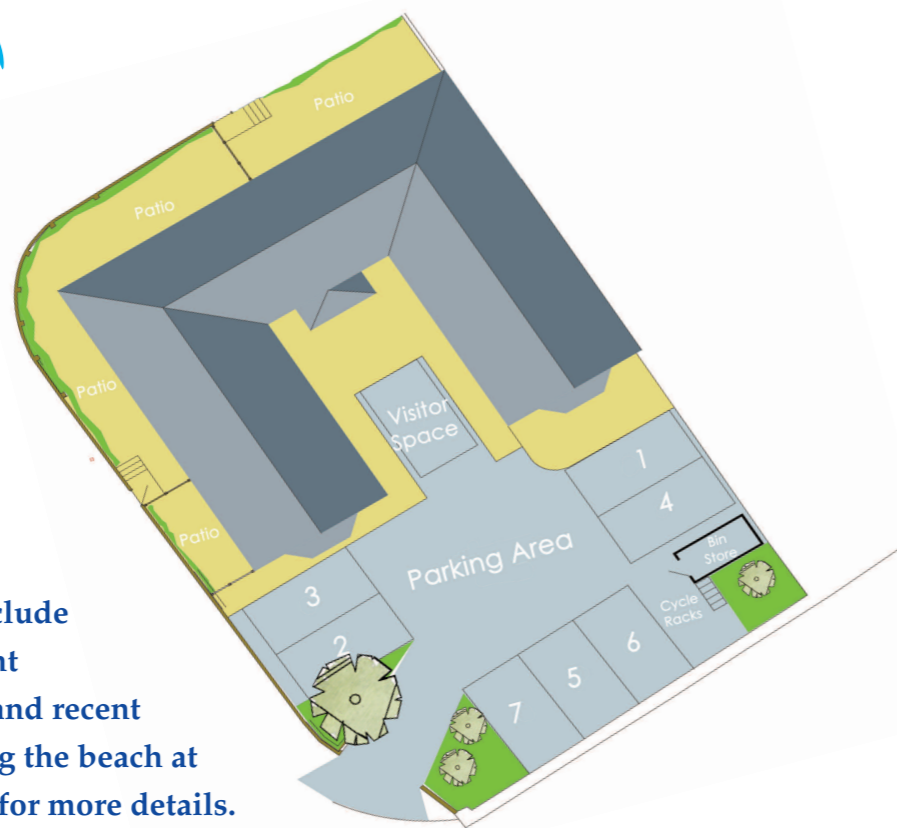 Patio
Patio
Patio
Patio
Visitor
Space
1
4
Bin
Store
Parking Area
Cycle
Racks
3
2
6
5
7
clude
nt
and recent
g the beach at
for more details.